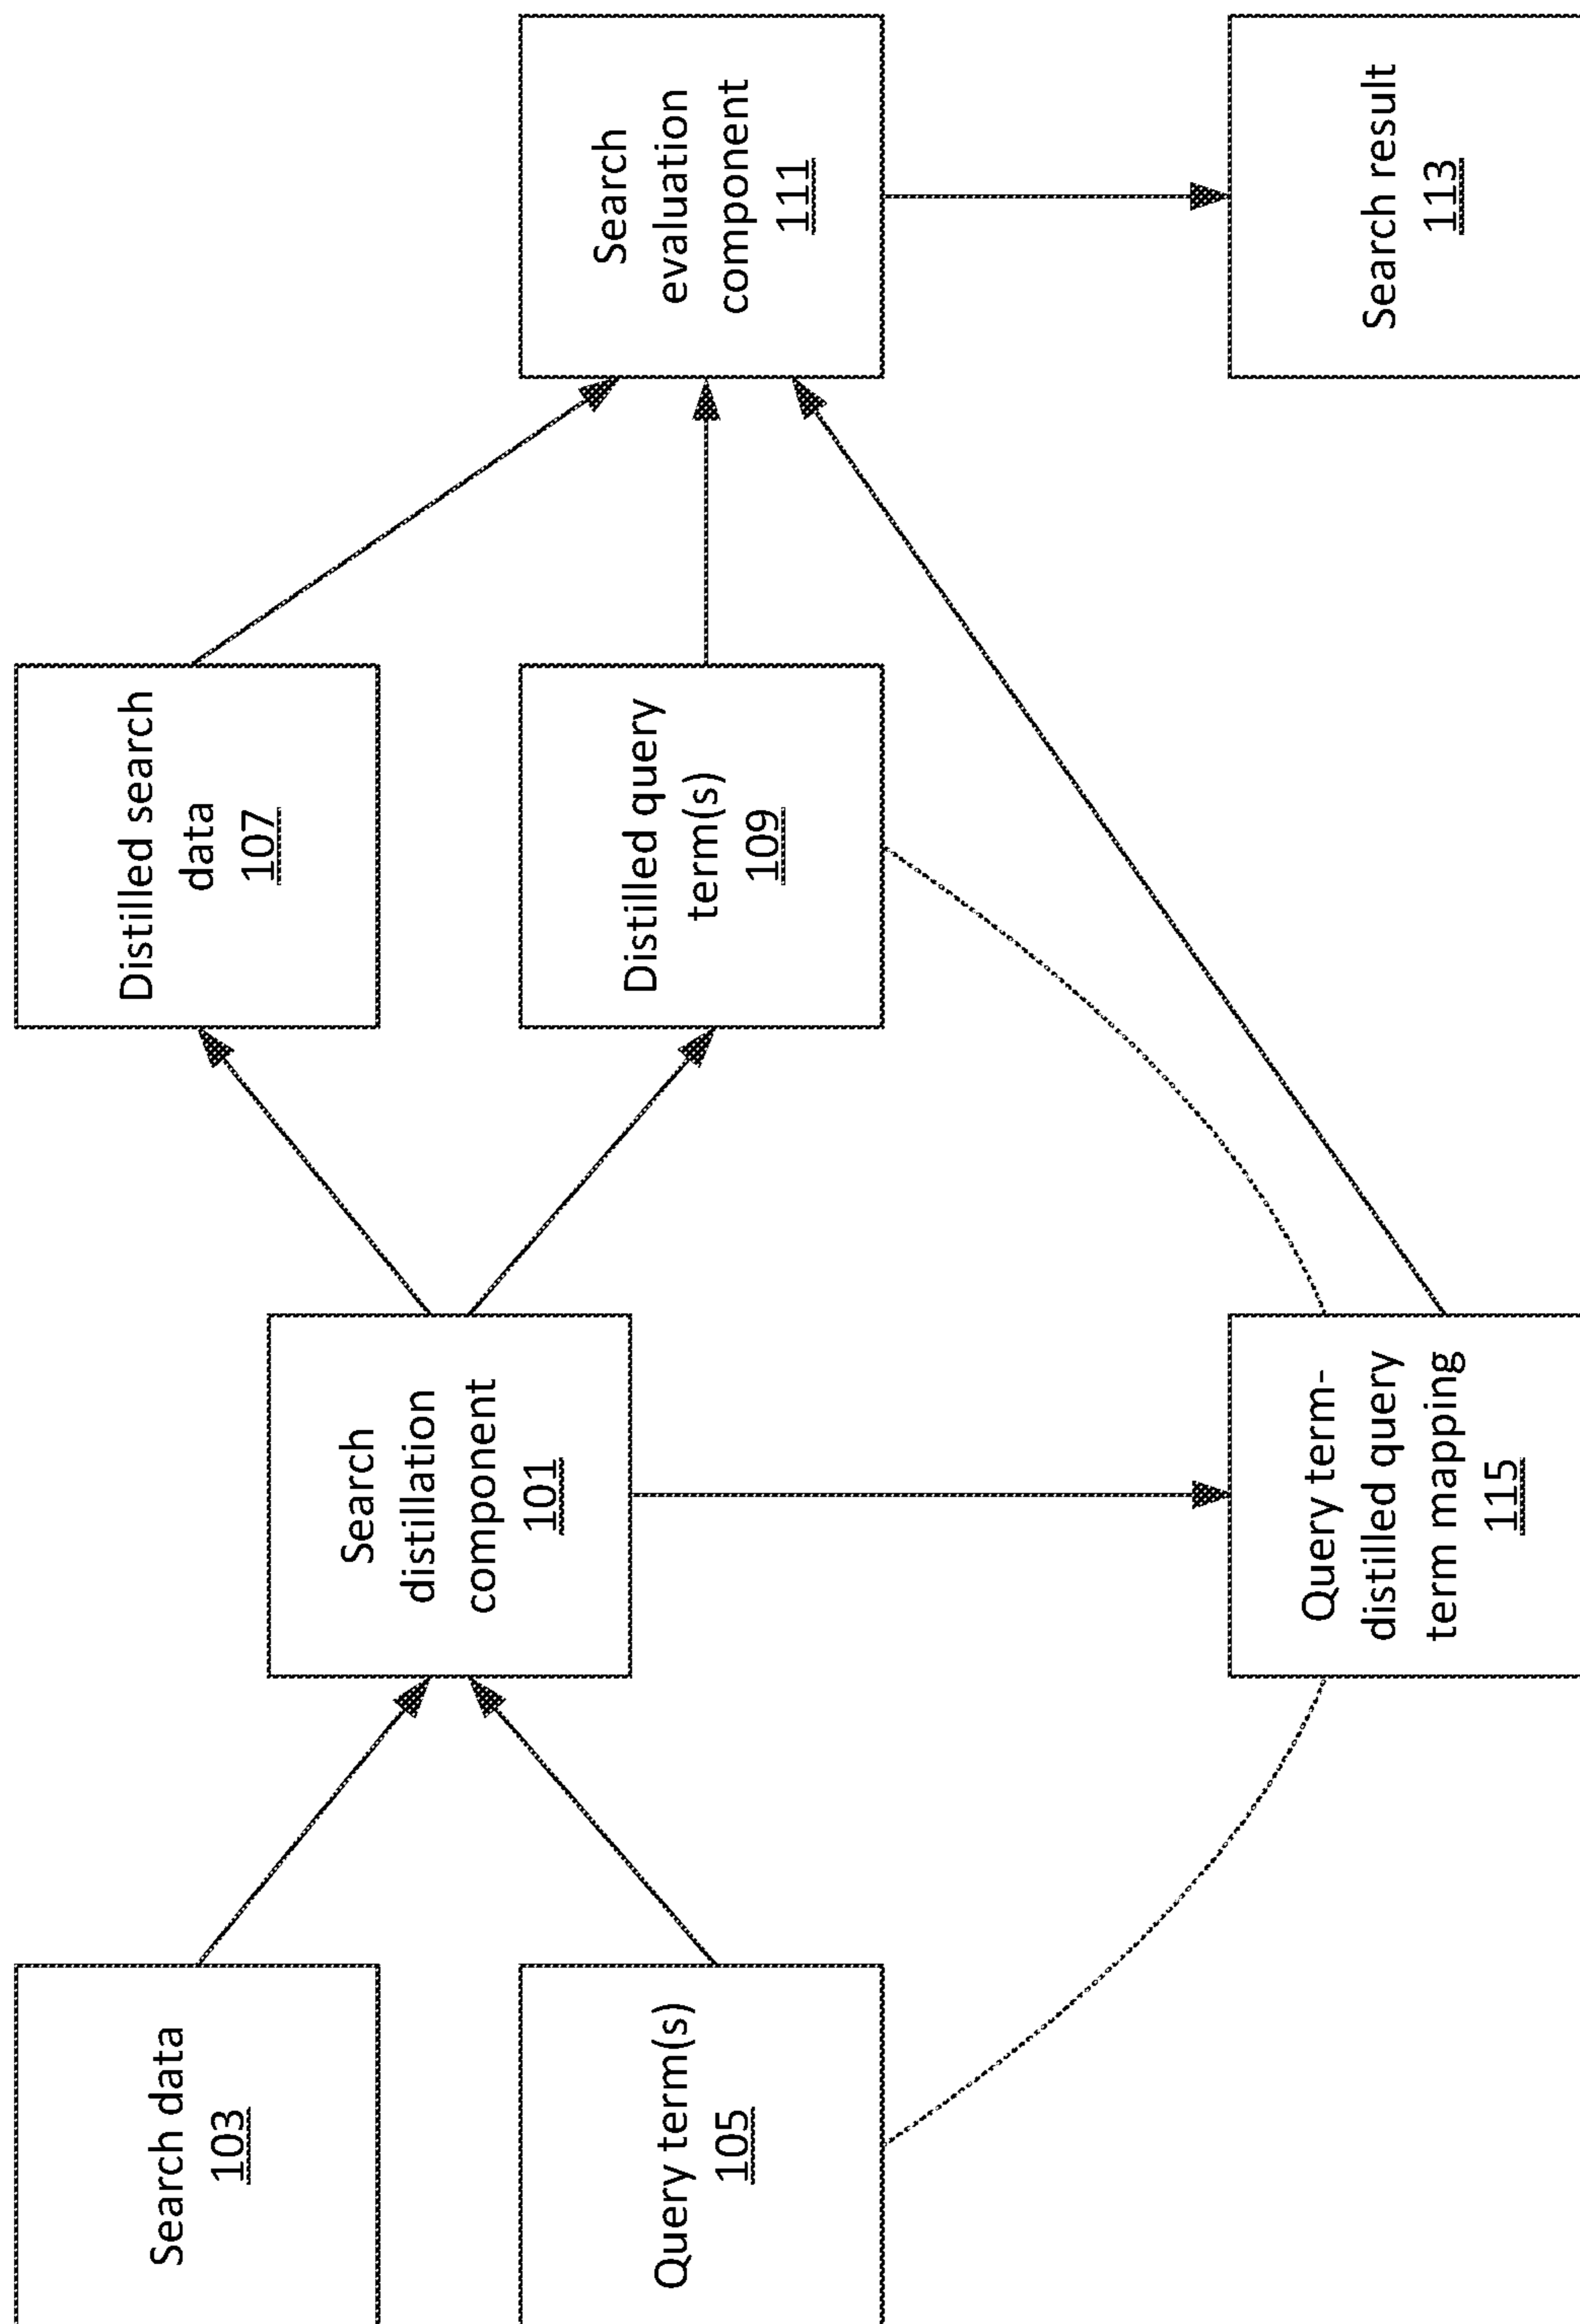 Search data
103
Query term(s)
105
Search
distillation
component
101
Query term-
distilled query
term mapping
115
Distilled search
data
107
Distilled query
term(s)
109
Search
evaluation
component
111
Search result
113